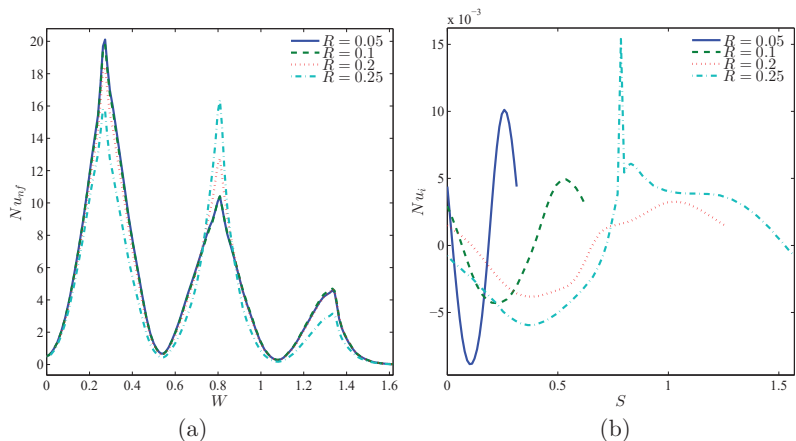 R = 0.05
R = 0.1
R = 0.2
R = 0.25
20
18
16
14
12
10
8
6
4
2
0
0
0.2
0.4
0.6
0.8
1
1.2
1.4
1.6
Nu_nf
W
(a)
x 10⁻³
R = 0.05
R = 0.1
R = 0.2
R = 0.25
15
10
5
0
−5
0
0.5
1
1.5
Nu_i
S
(b)